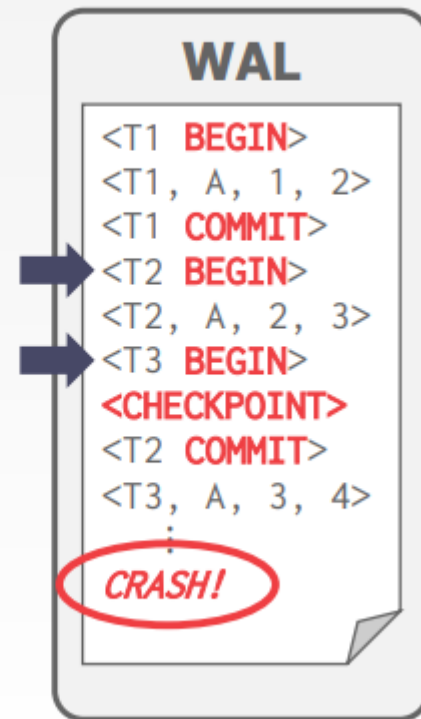 WAL
<T1 BEGIN>
<T1, A, 1, 2>
<T1 COMMIT>
<T2 BEGIN>
<T2, A, 2, 3>
<T3 BEGIN>
<CHECKPOINT>
<T2 COMMIT>
<T3, A, 3, 4>
⋮
CRASH!